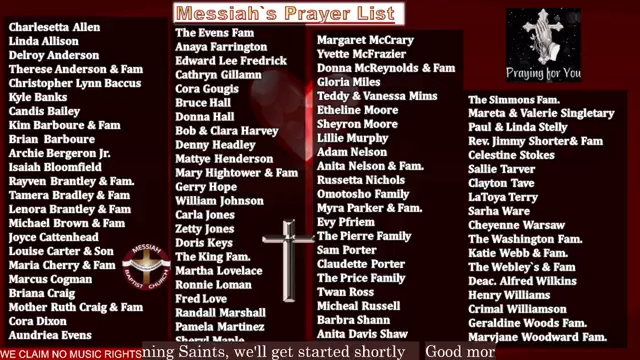 Messiah`s Prayer List
Charlesetta Allen
Linda Allison
Delroy Anderson
Therese Anderson & Fam
Christopher Lynn Baccus
Kyle Banks
Candis Bailey
Kim Barboure & Fam
Brian Barboure
Archie Bergeron Jr.
Isaiah Bloomfield
Rayven Brantley & Fam.
Tamera Bradley & Fam
Lenora Brantley & Fam
Michael Brown & Fam
Joyce Cattenhead
Louise Carter & Son
Maria Cherry & Fam
Marcus Cogman
Briana Craig
Mother Ruth Craig & Fam
Cora Dixon
Aundriea Evens
The Evens Fam
Anaya Farrington
Edward Lee Fredrick
Cathryn Gillamn
Cora Gougis
Bruce Hall
Donna Hall
Bob & Clara Harvey
Denny Headley
Mattye Henderson
Mary Hightower & Fam
Gerry Hope
William Johnson
Carla Jones
Zetty Jones
Doris Keys
The King Fam.
Martha Lovelace
Ronnie Loman
Fred Love
Randall Marshall
Pamela Martinez
Sheryl Maple
Margaret McCrary
Yvette McFrazier
Donna McReynolds & Fam
Gloria Miles
Teddy & Vanessa Mims
Etheline Moore
Sheyron Moore
Lillie Murphy
Adam Nelson
Anita Nelson & Fam.
Russetta Nichols
Omotosho Family
Myra Parker & Fam.
Evy Pfriem
The Pierre Family
Sam Porter
Claudette Porter
The Price Family
Twan Ross
Micheal Russell
Barbra Shann
Anita Davis Shaw
Praying for You
The Simmons Fam.
Mareta & Valerie Singletary
Paul & Linda Stelly
Rev. Jimmy Shorter& Fam
Celestine Stokes
Sallie Tarver
Clayton Tave
LaToya Terry
Sarha Ware
Cheyenne Warsaw
The Washington Fam.
Katie Webb & Fam.
The Webley`s & Fam
Deac. Alfred Wilkins
Henry Williams
Crimal Williamson
Geraldine Woods Fam.
Maryjane Woodward Fam.
MESSIAH
BAPTIST CHURCH
WE CLAIM NO MUSIC RIGHTS
ning Saints, we'll get started shortly Good mor